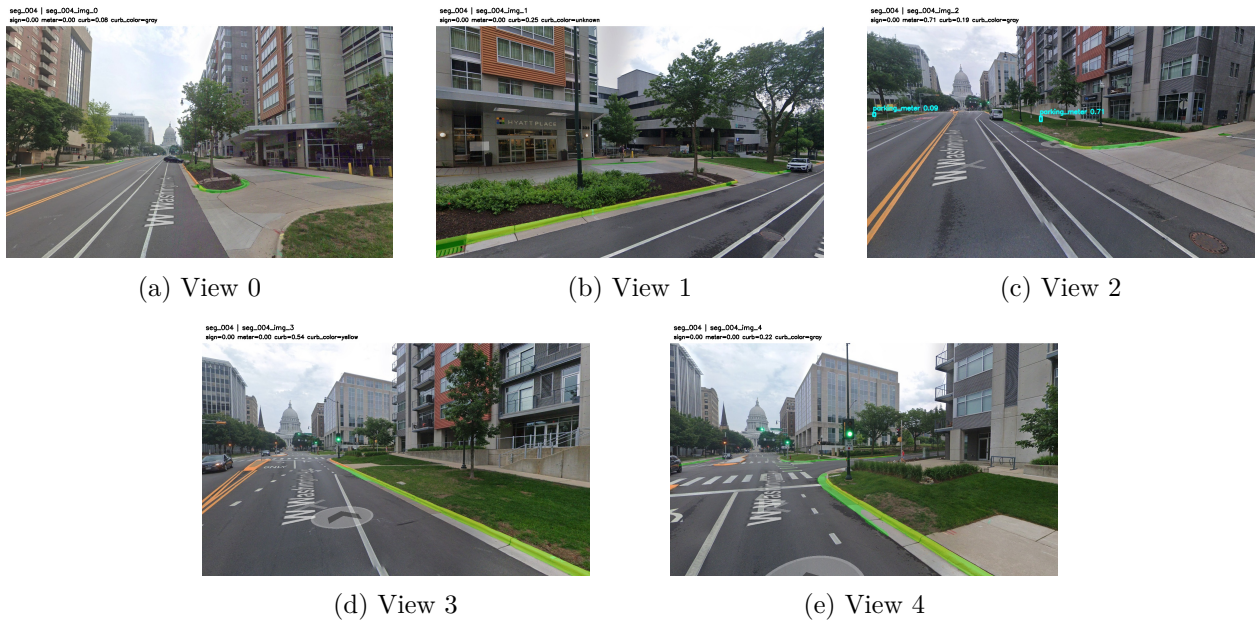 seg_004 | seg_004_img_0
sign=0.00 meter=0.00 curb=0.08 curb_color=gray
W Washing
(a) View 0
seg_004 | seg_004_img_1
sign=0.00 meter=0.00 curb=0.25 curb_color=unknown
HYATT PLACE
(b) View 1
seg_004 | seg_004_img_2
sign=0.00 meter=0.71 curb=0.19 curb_color=gray
parking_meter 0.09
parking_meter 0.71
W Washington Ave
(c) View 2
seg_004 | seg_004_img_3
sign=0.00 meter=0.00 curb=0.54 curb_color=yellow
W Washington
(d) View 3
seg_004 | seg_004_img_4
sign=0.00 meter=0.00 curb=0.22 curb_color=gray
W Washington
(e) View 4